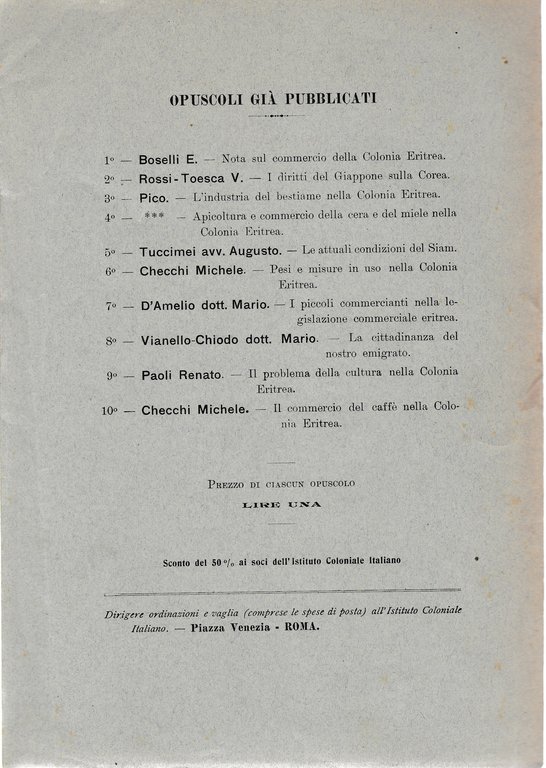 OPUSCOLI GIÀ PUBBLICATI
1º — Boselli E. — Nota sul commercio della Colonia Eritrea.
2º — Rossi-Toesca V. — I diritti del Giappone sulla Corea.
3º — Pico. — L'industria del bestiame nella Colonia Eritrea.
4º — *** — Apicoltura e commercio della cera e del miele nella
Colonia Eritrea.
5º — Tuccimei avv. Augusto. — Le attuali condizioni del Siam.
6º — Checchi Michele. — Pesi e misure in uso nella Colonia
Eritrea.
7º — D'Amelio dott. Mario. — I piccoli commercianti nella le-
gislazione commerciale eritrea.
8º — Vianello-Chiodo dott. Mario. — La cittadinanza del
nostro emigrato.
9º — Paoli Renato. — Il problema della cultura nella Colonia
Eritrea.
10º — Checchi Michele. — Il commercio del caffè nella Colo-
nia Eritrea.
PREZZO DI CIASCUN OPUSCOLO
LIRE UNA
Sconto del 50 % ai soci dell'Istituto Coloniale Italiano
Dirigere ordinazioni e vaglia (comprese le spese di posta) all'Istituto Coloniale
Italiano. — Piazza Venezia - ROMA.